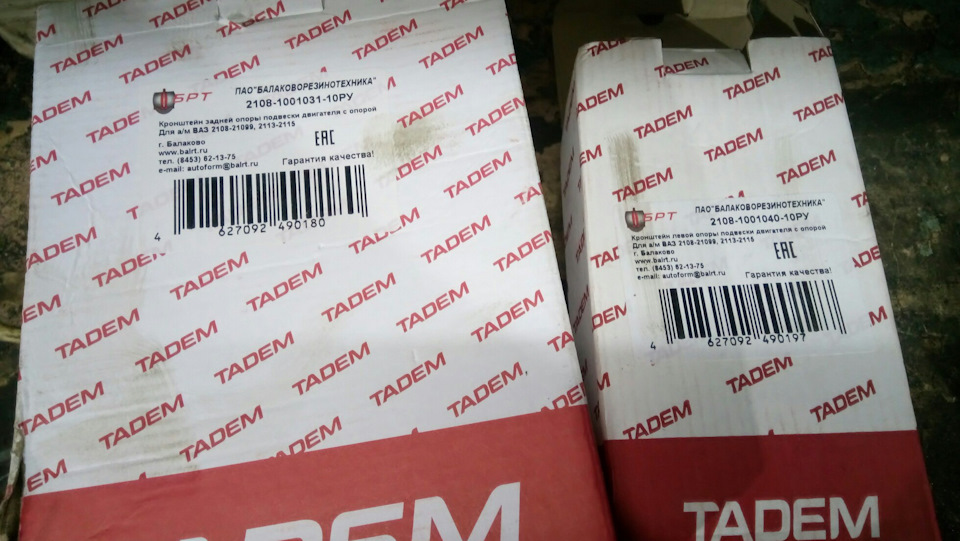 TADEM
БРТ
ПАО"БАЛАКОВОРЕЗИНОТЕХНИКА"
2108-1001031-10РУ
Кронштейн задней опоры подвески двигателя с опорой
Для а/м ВАЗ 2108-21099, 2113-2115
г. Балаково
www.balrt.ru
тел. (8453) 62-13-75
e-mail: autoform@balrt.ru
EAC
Гарантия качества!
4 627092 490180
TADEM
БРТ
ПАО"БАЛАКОВОРЕЗИНОТЕХНИКА"
2108-1001040-10РУ
Кронштейн левой опоры подвески двигателя с опорой
Для а/м ВАЗ 2108-21099, 2113-2115
г. Балаково
www.balrt.ru
тел. (8453) 62-13-75
e-mail: autoform@balrt.ru
EAC
Гарантия качества!
4 627092 490197
TADEM